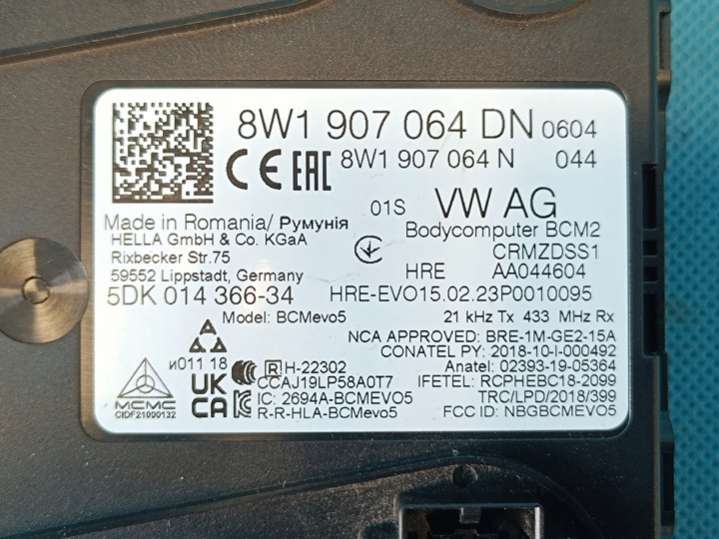 8W1 907 064 DN 0604
CE EAC 8W1 907 064 N 044
01S VW AG
Made in Romania/ Румунія
Bodycomputer BCM2
HELLA GmbH & Co. KGaA
CRMZDSS1
Rixbecker Str.75
HRE AA044604
59552 Lippstadt, Germany
5DK 014 366-34 HRE-EVO15.02.23P0010095
Model: BCMevo5 21 kHz Tx 433 MHz Rx
NCA APPROVED: BRE-1M-GE2-15A
CONATEL PY: 2018-10-I-000492
и011 18 R H-22302 Anatel: 02393-19-05364
CCAJ19LP58A0T7 IFETEL: RCPHEBC18-2099
UK CA IC: 2694A-BCMEVO5 TRC/LPD/2018/399
MCMC R-R-HLA-BCMevo5 FCC ID: NBGBCMEVO5
CIDF21000132